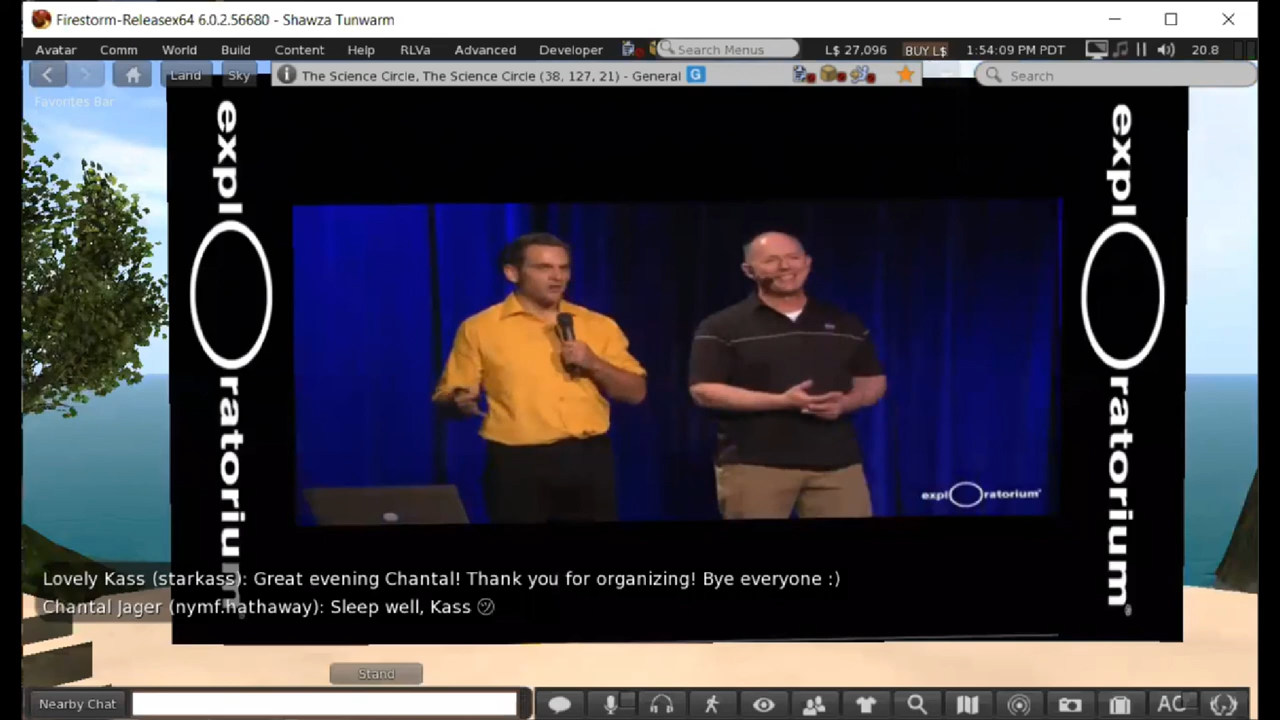 Firestorm-Releasex64 6.0.2.56680 - Shawza Tunwarm
Avatar Comm World Build Content Help RLVa Advanced Developer Search Menus L$ 27,096 BUY L$ 1:54:09 PM PDT 20.8
Land Sky The Science Circle, The Science Circle (38, 127, 21) - General G Search
Favorites Bar
explOratorium
explOratorium®
explOratorium®
Lovely Kass (starkass): Great evening Chantal! Thank you for organizing! Bye everyone :)
Chantal Jager (nymf.hathaway): Sleep well, Kass
Stand
Nearby Chat
AC